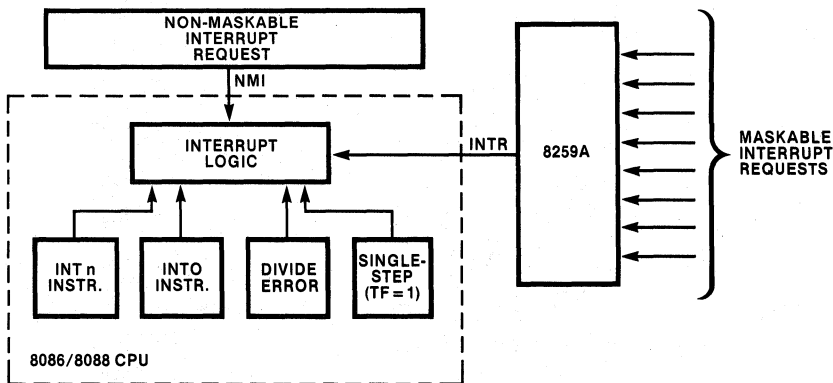 NON-MASKABLE
INTERRUPT
REQUEST
NMI
INTERRUPT
LOGIC
INTR
8259A
MASKABLE
INTERRUPT
REQUESTS
INT n
INSTR.
INTO
INSTR.
DIVIDE
ERROR
SINGLE-
STEP
(TF = 1)
8086/8088 CPU